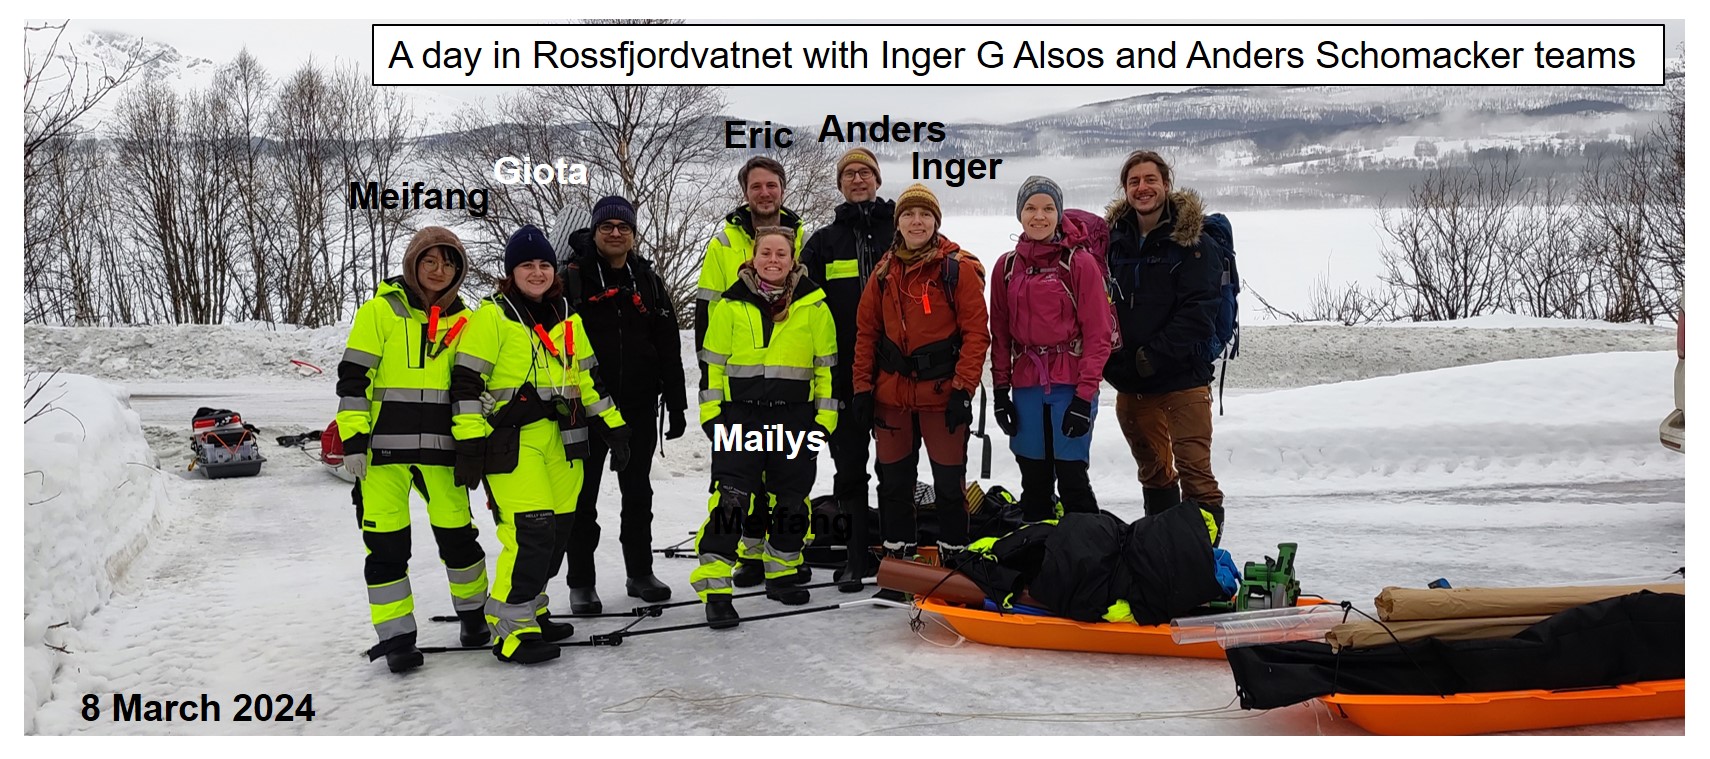 A day in Rossfjordvatnet with Inger G Alsos and Anders Schomacker teams
Eric
Anders
Inger
Giota
Meifang
Maïlys
Meifang
8 March 2024